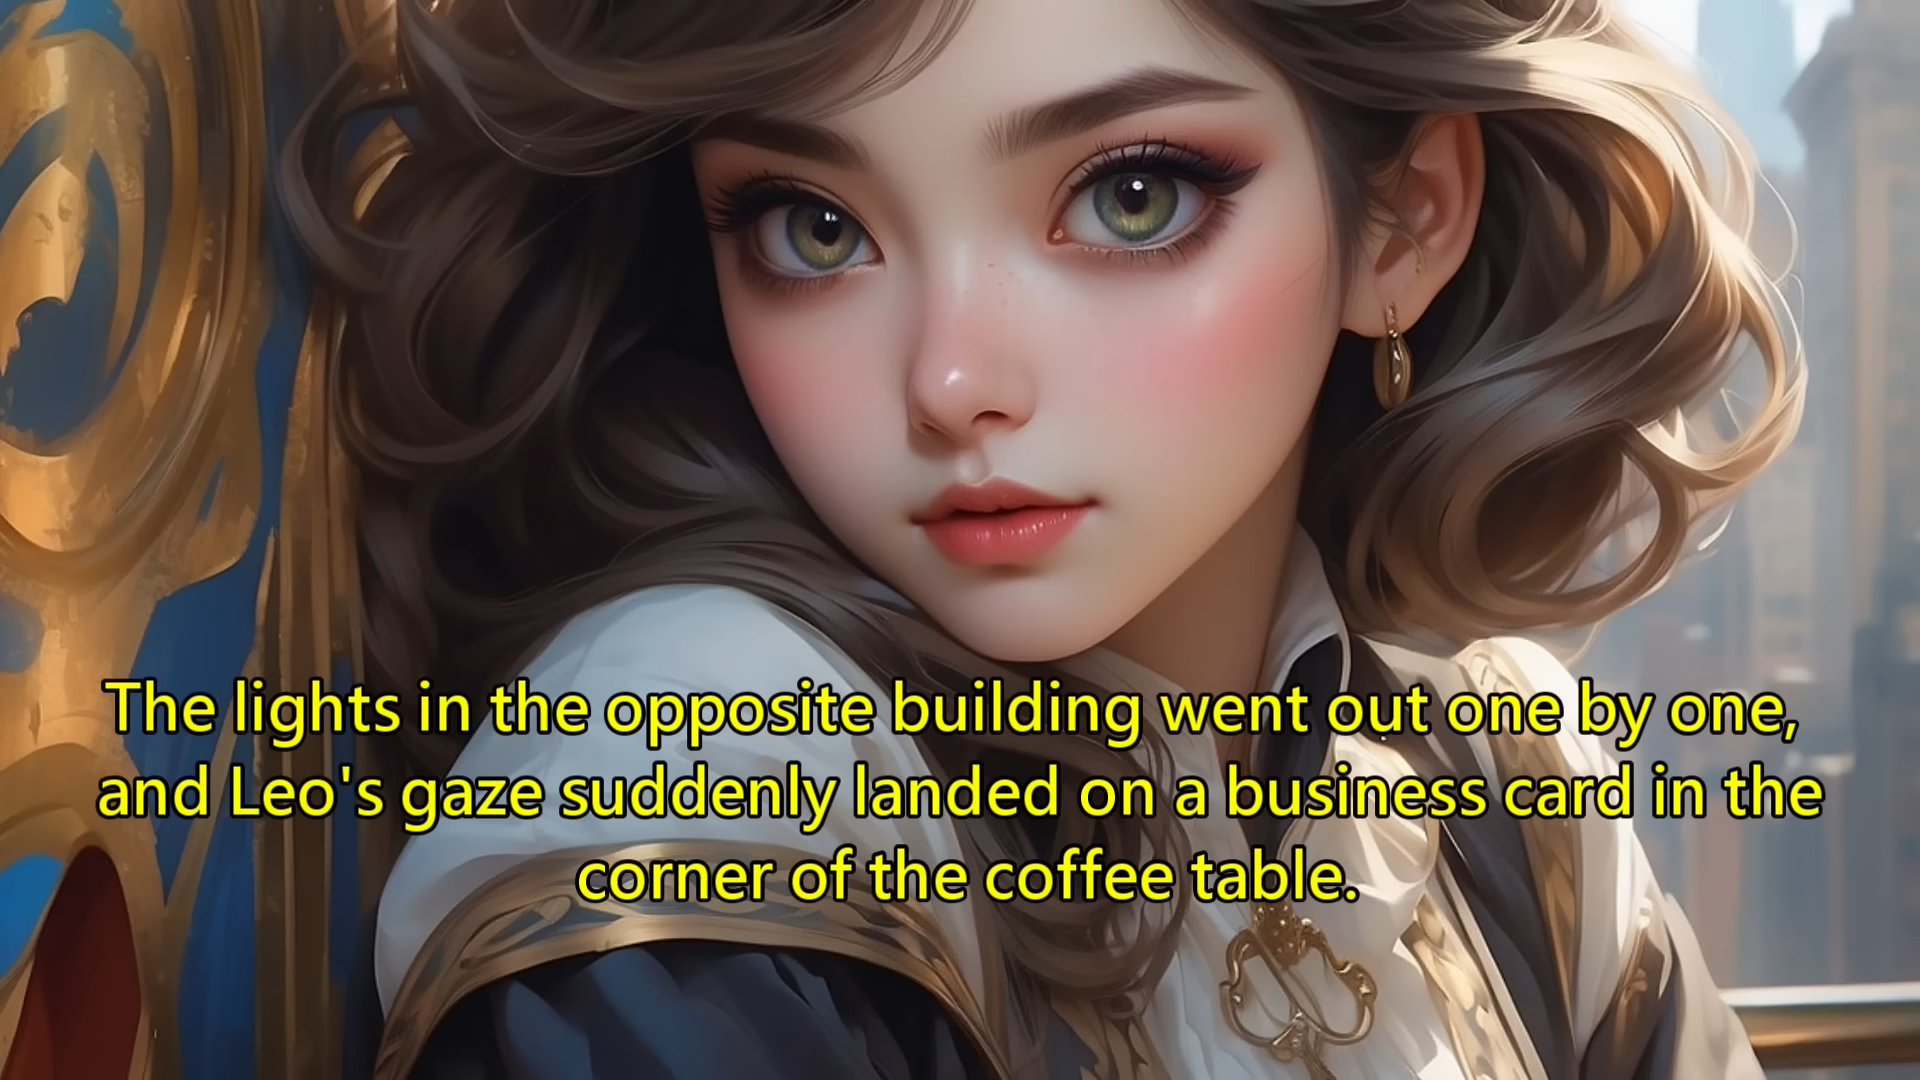 The lights in the opposite building went out one by one,
and Leo's gaze suddenly landed on a business card in the
corner of the coffee table.